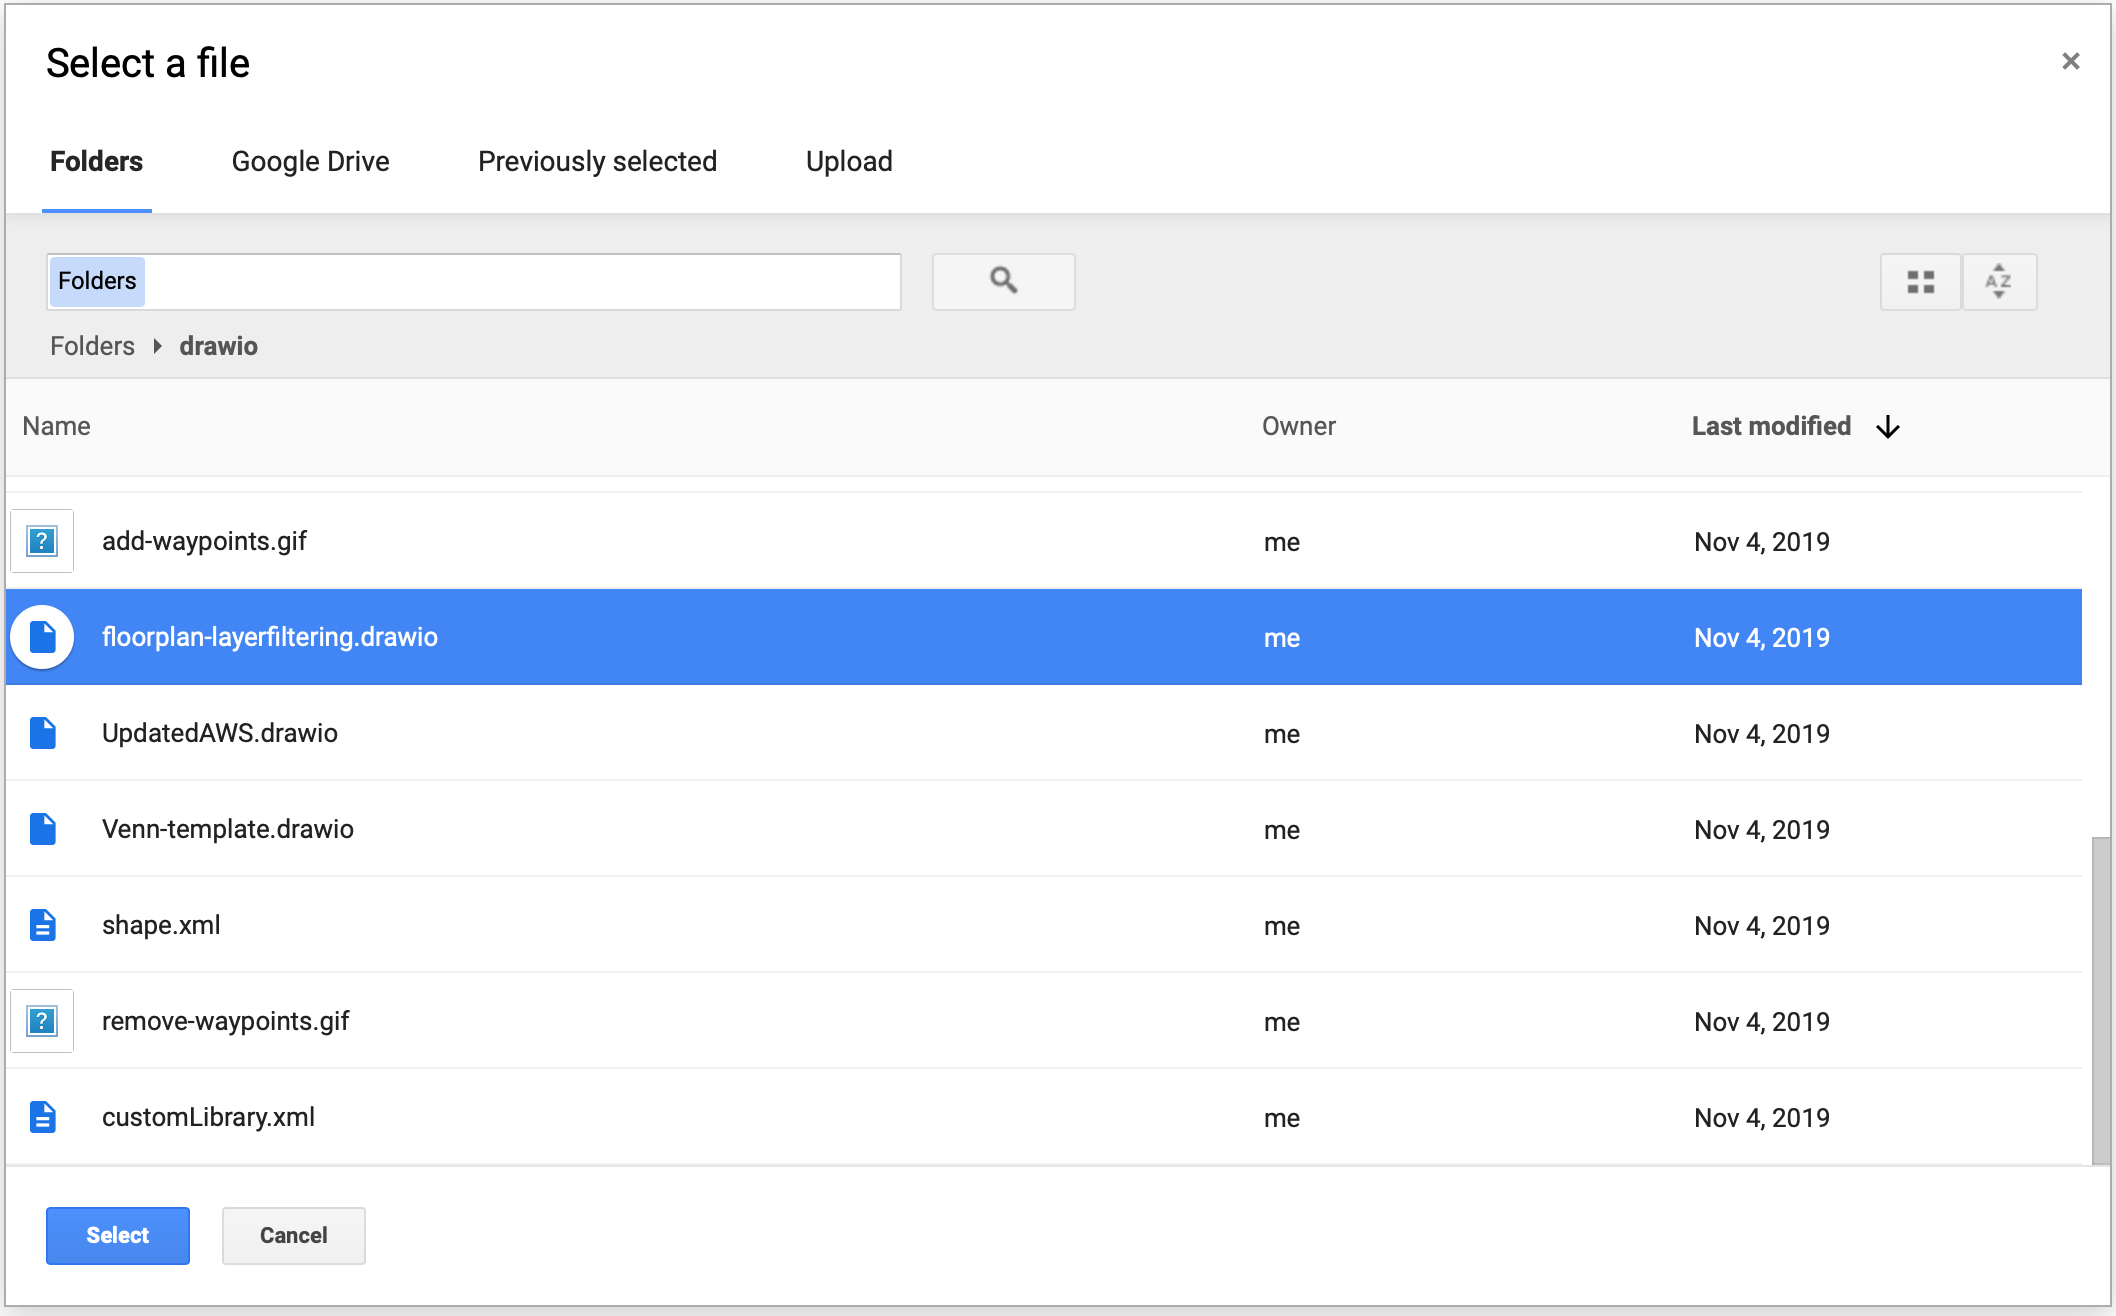 Select a file
×
Folders Google Drive Previously selected Upload
Folders
AZ
Folders drawio
Name Owner Last modified
? add-waypoints.gif me Nov 4, 2019
floorplan-layerfiltering.drawio me Nov 4, 2019
UpdatedAWS.drawio me Nov 4, 2019
Venn-template.drawio me Nov 4, 2019
shape.xml me Nov 4, 2019
? remove-waypoints.gif me Nov 4, 2019
customLibrary.xml me Nov 4, 2019
Select Cancel